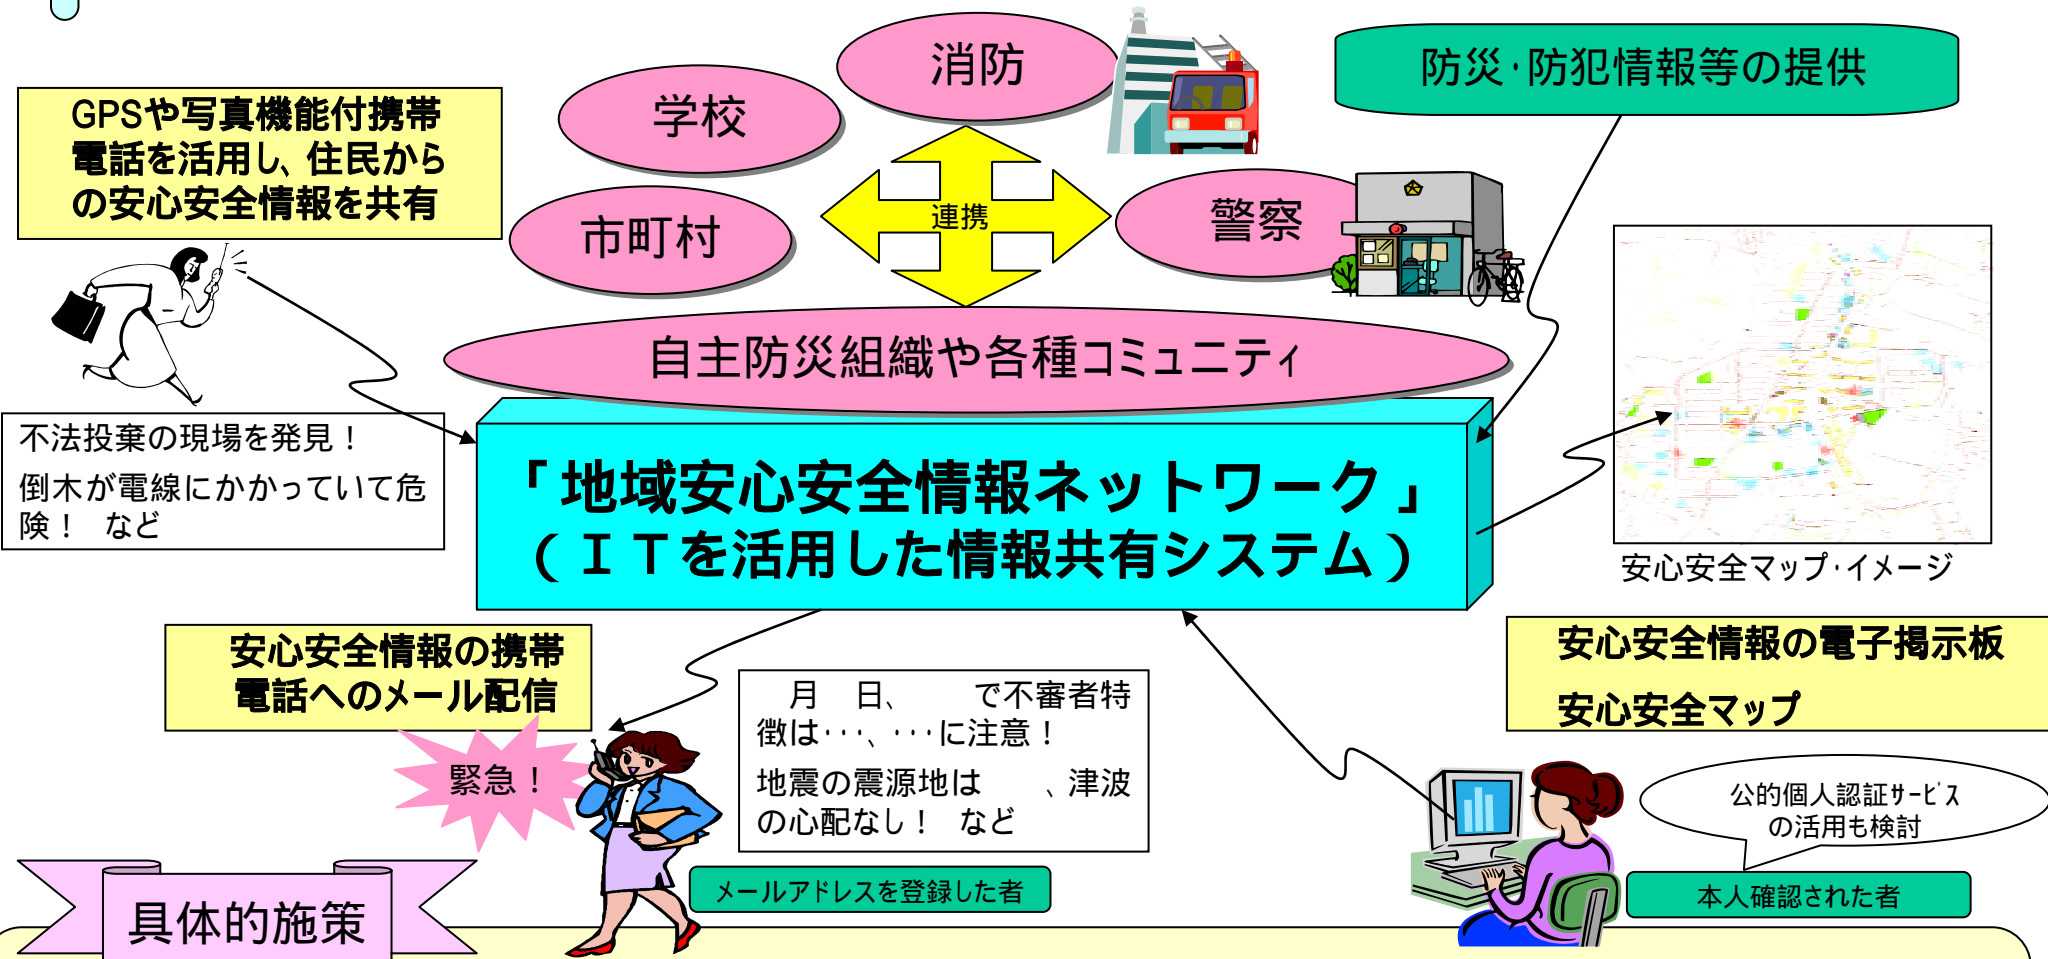 消防
防災・防犯情報等の提供
学校
GPSや写真機能付携帯
電話を活用し、住民から
の安心安全情報を共有
市町村
連携
警察
自主防災組織や各種コミュニティ
不法投棄の現場を発見！
倒木が電線にかかっていて危
険！ など
「地域安心安全情報ネットワーク」
（ＩＴを活用した情報共有システム）
安心安全マップ・イメージ
安心安全情報の携帯
電話へのメール配信
緊急！
月 日、 で不審者特
徴は・・・、・・・に注意！
地震の震源地は 、津波
の心配なし！ など
メールアドレスを登録した者
安心安全情報の電子掲示板
安心安全マップ
公的個人認証ｻｰﾋﾞｽ
の活用も検討
本人確認された者
具体的施策